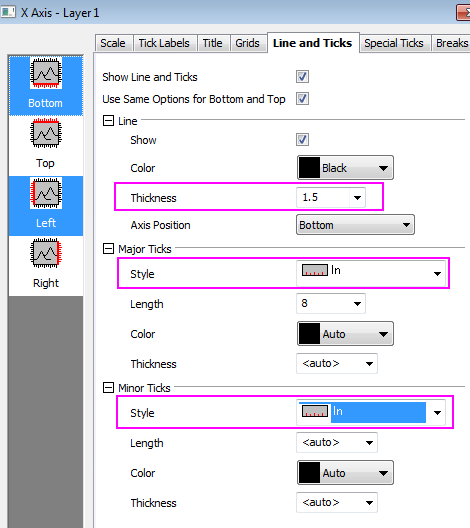 X Axis - Layer1
Scale Tick Labels Title Grids Line and Ticks Special Ticks Breaks
Bottom
Top
Left
Right
Show Line and Ticks
Use Same Options for Bottom and Top
Line
Show
Color Black
Thickness 1.5
Axis Position Bottom
Major Ticks
Style In
Length 8
Color Auto
Thickness <auto>
Minor Ticks
Style In
Length <auto>
Color Auto
Thickness <auto>